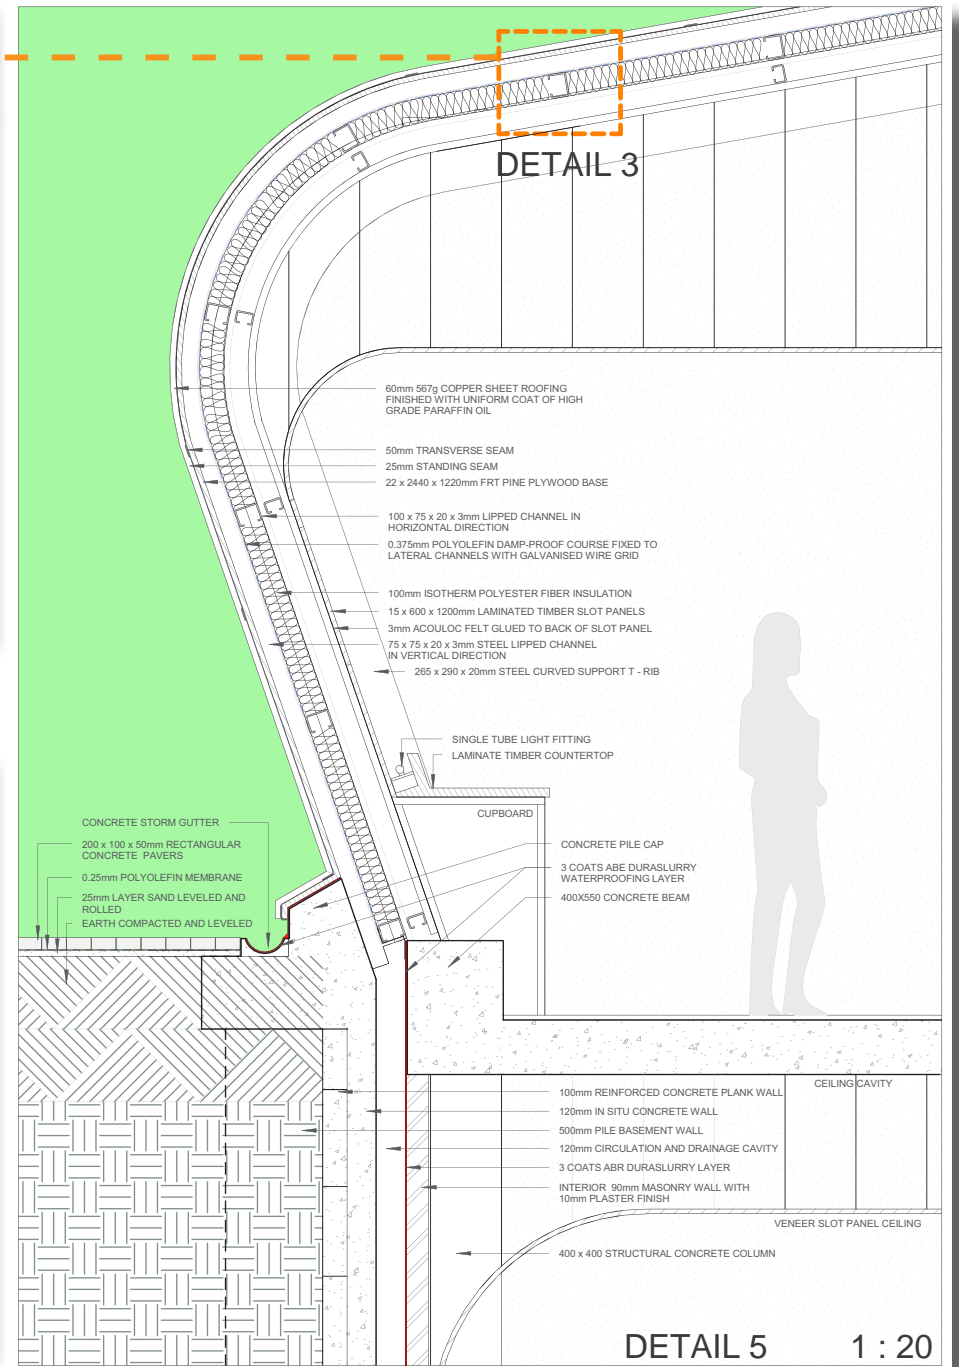 DETAIL 3
60mm 567g COPPER SHEET ROOFING
FINISHED WITH UNIFORM COAT OF HIGH
GRADE PARAFFIN OIL
50mm TRANSVERSE SEAM
25mm STANDING SEAM
22 x 2440 x 1220mm FRT PINE PLYWOOD BASE
100 x 75 x 20 x 3mm LIPPED CHANNEL IN
HORIZONTAL DIRECTION
0.375mm POLYOLEFIN DAMP-PROOF COURSE FIXED TO
LATERAL CHANNELS WITH GALVANISED WIRE GRID
100mm ISOTHERM POLYESTER FIBER INSULATION
15 x 600 x 1200mm LAMINATED TIMBER SLOT PANELS
3mm ACOULOC FELT GLUED TO BACK OF SLOT PANEL
75 x 75 x 20 x 3mm STEEL LIPPED CHANNEL
IN VERTICAL DIRECTION
265 x 290 x 20mm STEEL CURVED SUPPORT T - RIB
SINGLE TUBE LIGHT FITTING
LAMINATE TIMBER COUNTERTOP
CUPBOARD
CONCRETE STORM GUTTER
200 x 100 x 50mm RECTANGULAR
CONCRETE PAVERS
0.25mm POLYOLEFIN MEMBRANE
25mm LAYER SAND LEVELED AND
ROLLED
EARTH COMPACTED AND LEVELED
CONCRETE PILE CAP
3 COATS ABE DURASLURRY
WATERPROOFING LAYER
400X550 CONCRETE BEAM
CEILING CAVITY
100mm REINFORCED CONCRETE PLANK WALL
120mm IN SITU CONCRETE WALL
500mm PILE BASEMENT WALL
120mm CIRCULATION AND DRAINAGE CAVITY
3 COATS ABR DURASLURRY LAYER
INTERIOR 90mm MASONRY WALL WITH
10mm PLASTER FINISH
VENEER SLOT PANEL CEILING
400 x 400 STRUCTURAL CONCRETE COLUMN
DETAIL 5 1 : 20